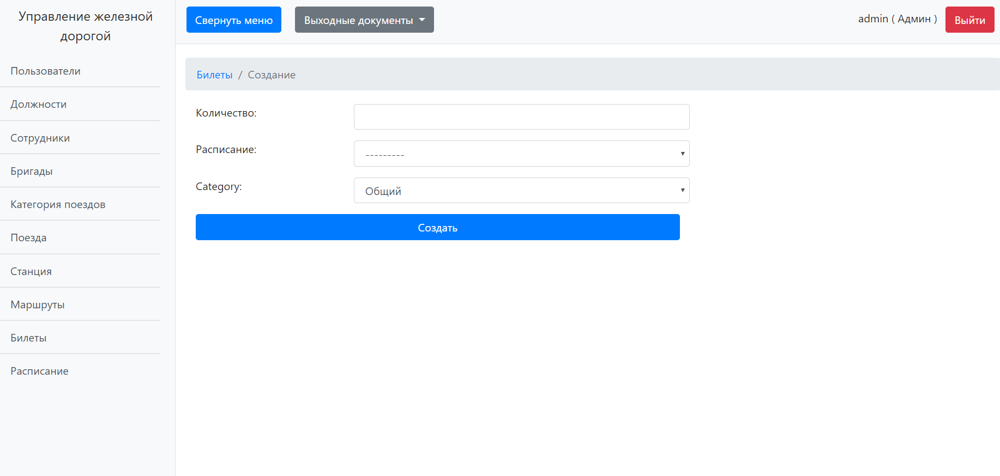 Управление железной
дорогой
Пользователи
Должности
Сотрудники
Бригады
Категория поездов
Поезда
Станция
Маршруты
Билеты
Расписание
Свернуть меню
Выходные документы
admin ( Админ )
Выйти
Билеты / Создание
Количество:
Расписание:
---------
Category:
Общий
Создать